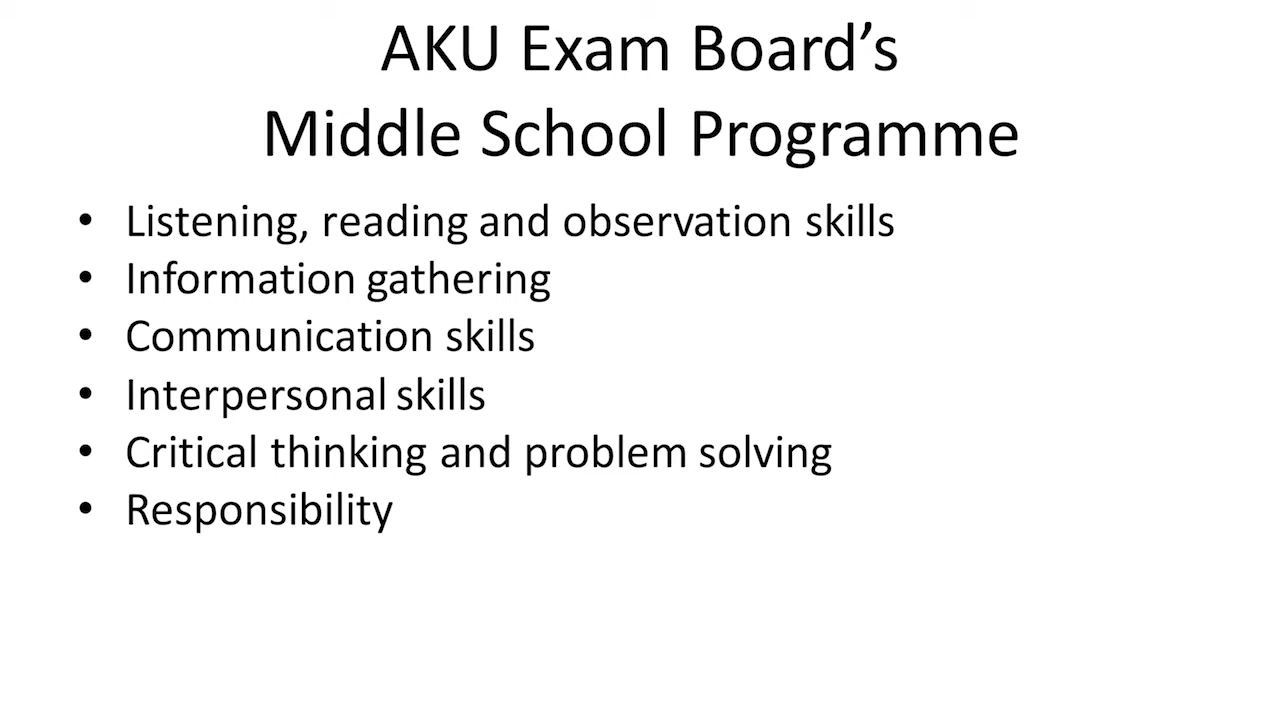 AKU Exam Board’s
Middle School Programme
• Listening, reading and observation skills
• Information gathering
• Communication skills
• Interpersonal skills
• Critical thinking and problem solving
• Responsibility